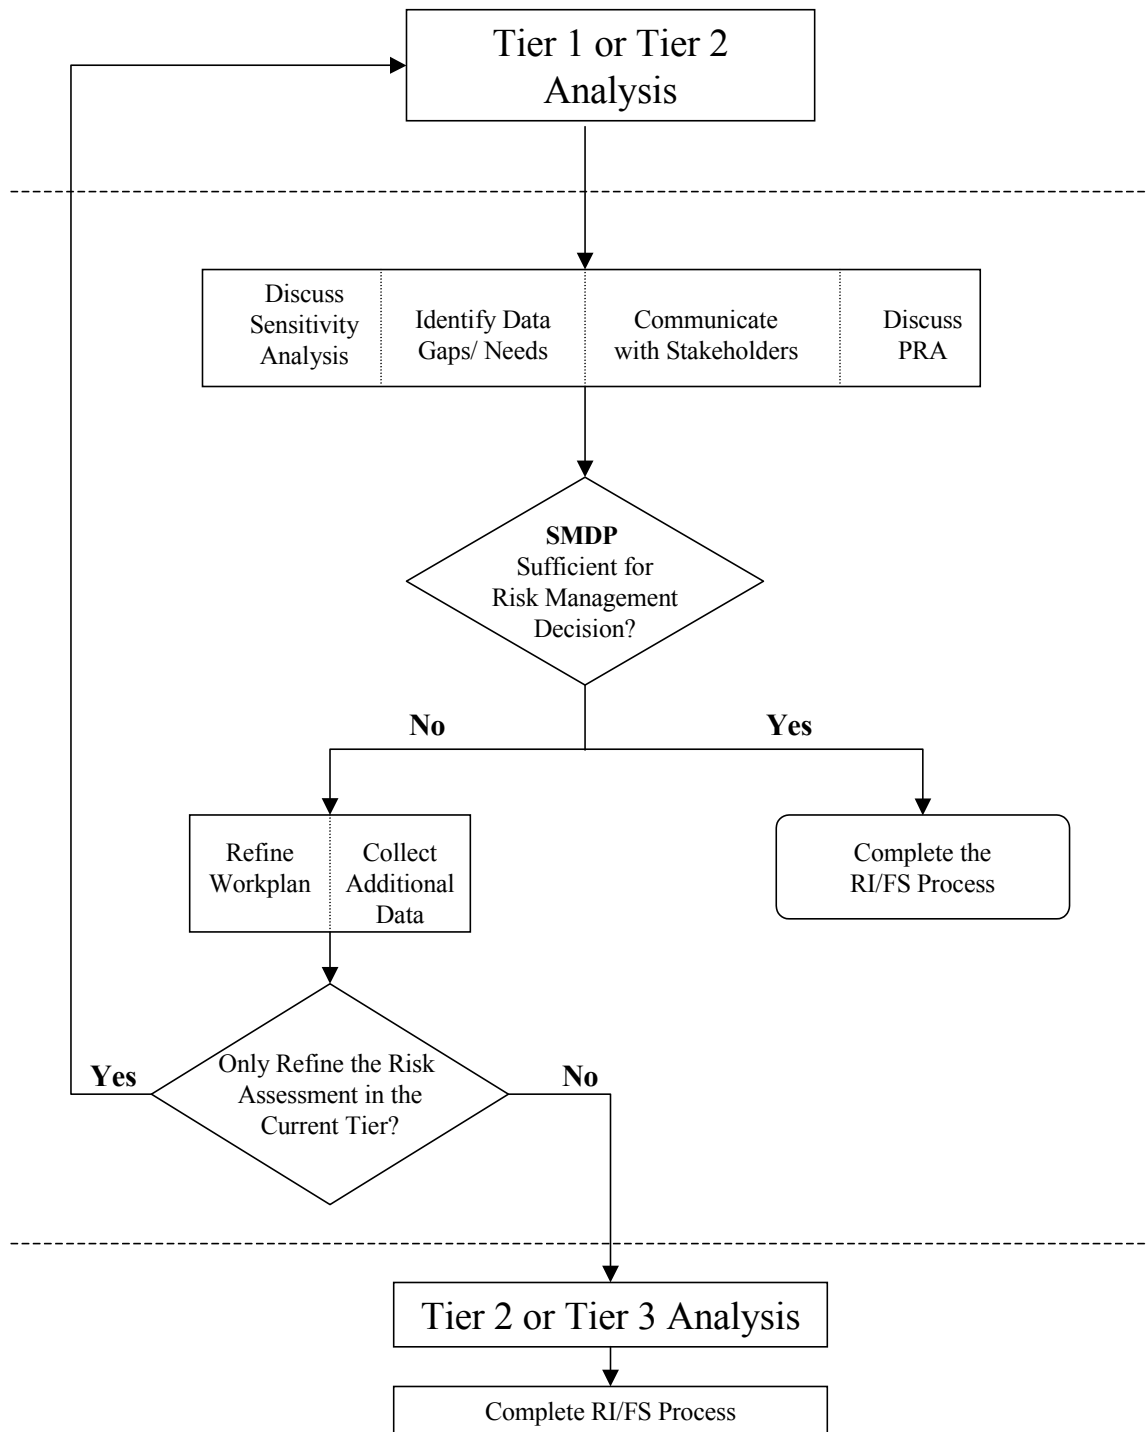 Tier 1 or Tier 2
Analysis
Discuss
Sensitivity
Analysis
Identify Data
Gaps/ Needs
Communicate
with Stakeholders
Discuss
PRA
SMDP
Sufficient for
Risk Management
Decision?
No
Yes
Refine
Workplan
Collect
Additional
Data
Complete the
RI/FS Process
Yes
Only Refine the Risk
Assessment in the
Current Tier?
No
Tier 2 or Tier 3 Analysis
Complete RI/FS Process